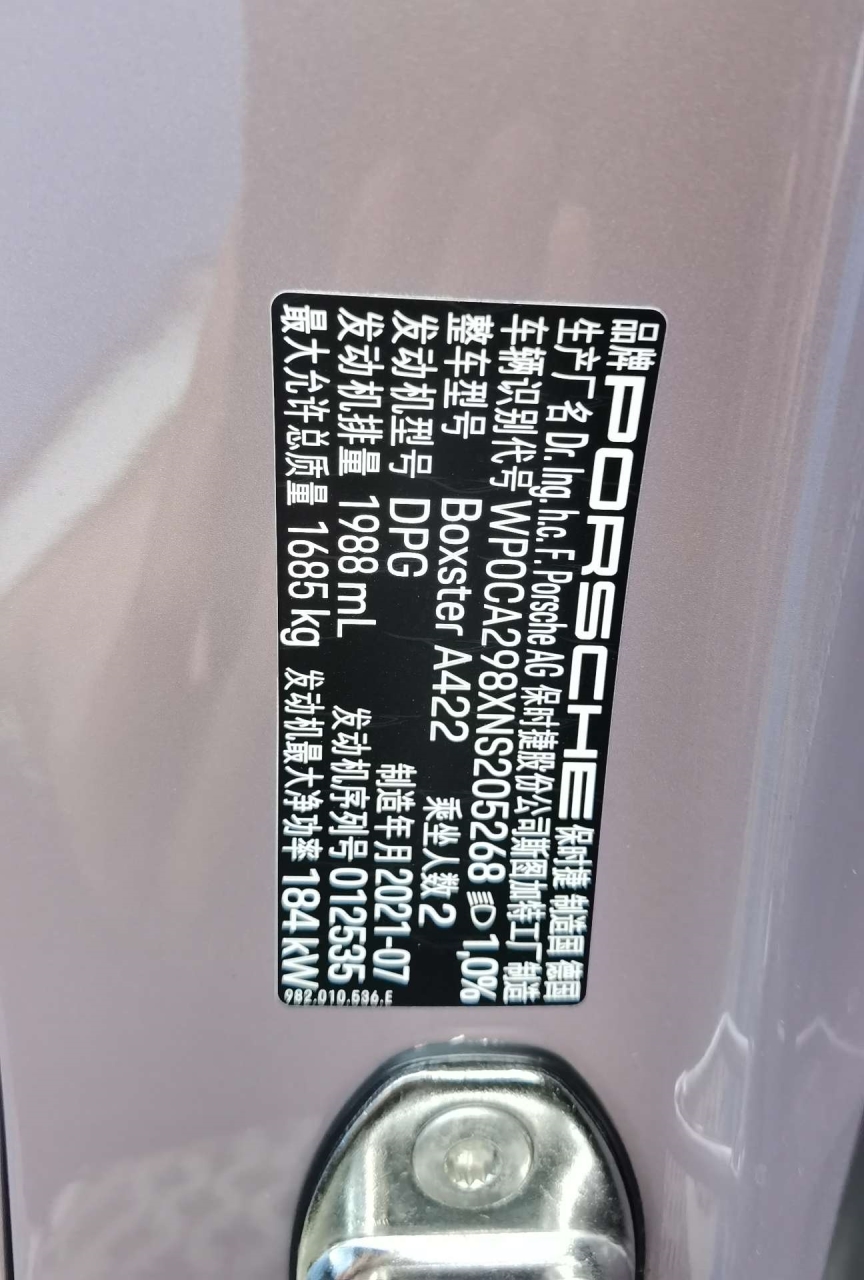 品牌 PORSCHE 保时捷 制造国 德国
生产厂名 Dr. Ing. h.c. F. Porsche AG 保时捷股份公司斯图加特工厂 制造
车辆识别代号 WP0CA298XNS205268 1,0%
整车型号 Boxster A422 乘坐人数 2
发动机型号 DPG 制造年月 2021-07
发动机排量 1988 mL 发动机序列号 012535
最大允许总质量 1685 kg 发动机最大净功率 184 kW
982.010.536.E